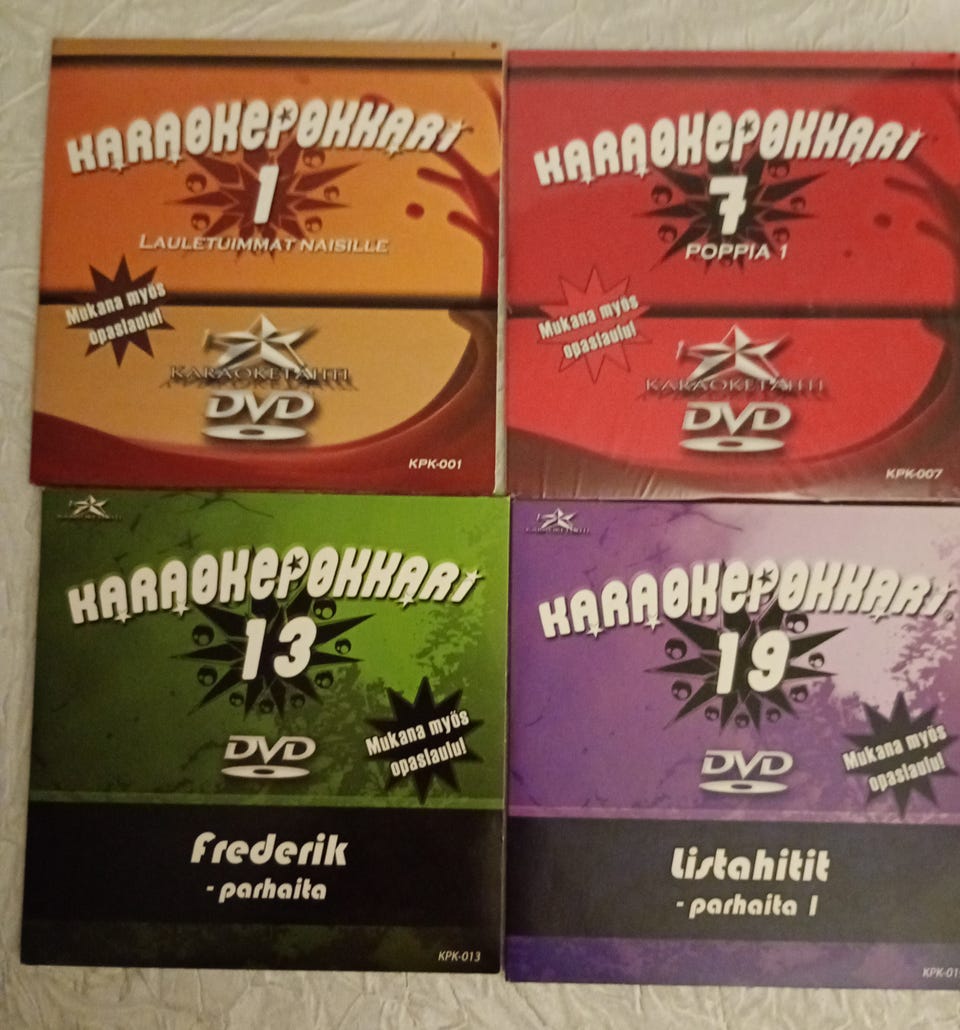 KARAOKEPOKKARI
1
LAULETUIMMAT NAISILLE
Mukana myös
opaslaulu!
KARAOKETÄHTI
DVD
KPK-001
KARAOKEPOKKARI
7
POPPIA 1
Mukana myös
opaslaulu!
KARAOKETÄHTI
DVD
KPK-007
KARAOKETÄHTI
KARAOKEPOKKARI
13
DVD
Mukana myös
opaslaulu!
Frederik
- parhaita
KPK-013
KARAOKETÄHTI
KARAOKEPOKKARI
19
DVD
Mukana myös
opaslaulu!
Listahitit
- parhaita 1